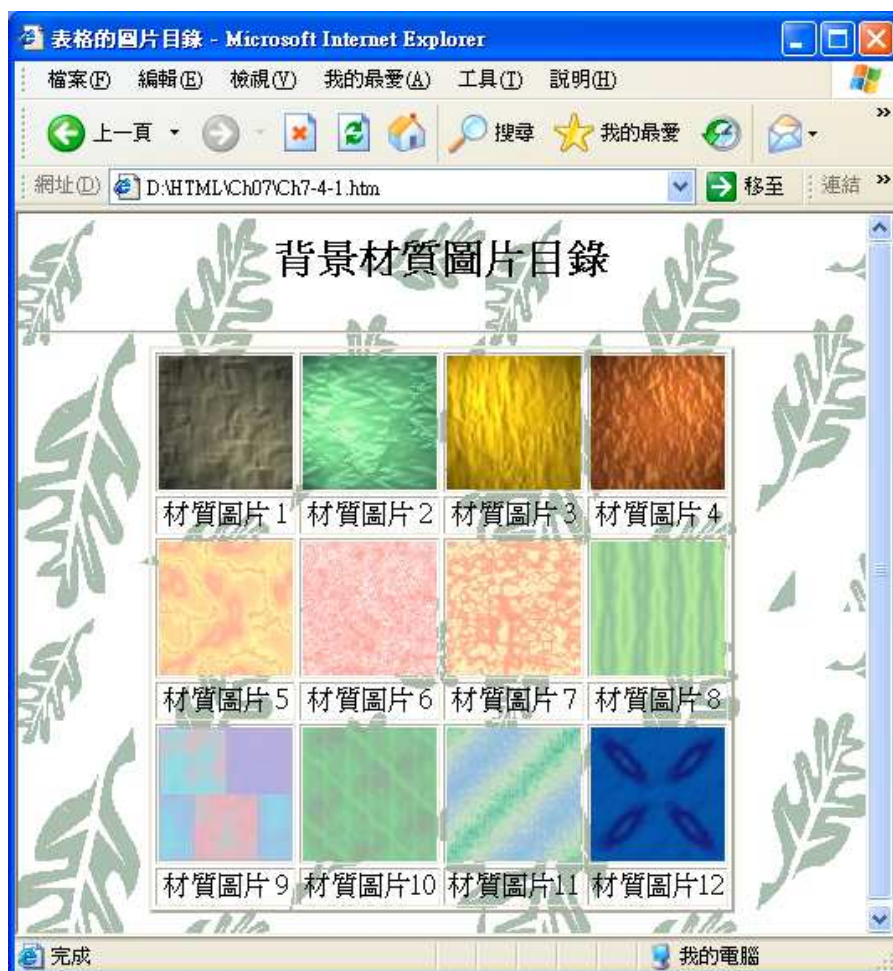 表格的圖片目錄 - Microsoft Internet Explorer
檔案(F) 編輯(E) 檢視(V) 我的最愛(A) 工具(T) 說明(H)
上一頁 搜尋 我的最愛 »
網址(D) D:\HTML\Ch07\Ch7-4-1.htm 移至 連結 »
背景材質圖片目錄
材質圖片1 材質圖片2 材質圖片3 材質圖片4
材質圖片5 材質圖片6 材質圖片7 材質圖片8
材質圖片9 材質圖片10 材質圖片11 材質圖片12
完成 我的電腦